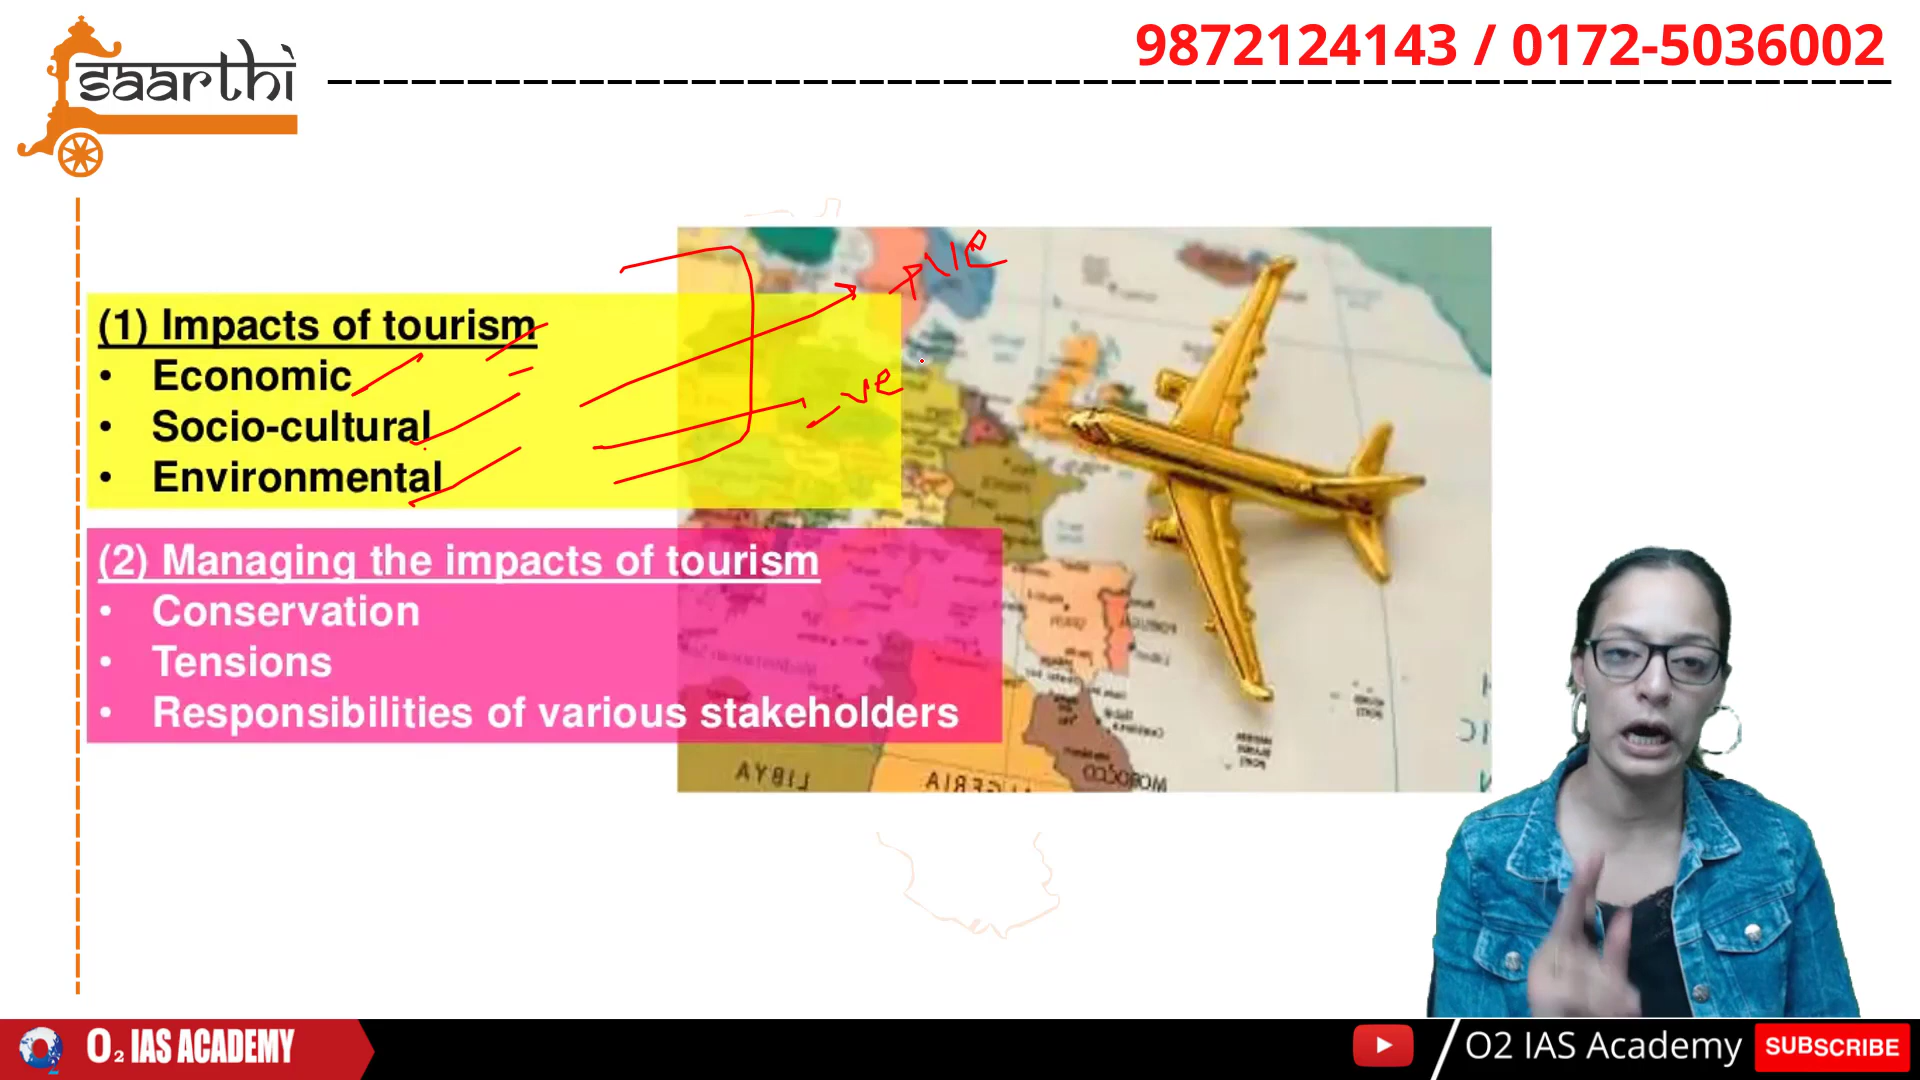 saarthi
9872124143 / 0172-5036002
+ve
(1) Impacts of tourism
• Economic
• Socio-cultural
• Environmental
-ve
(2) Managing the impacts of tourism
• Conservation
• Tensions
• Responsibilities of various stakeholders
LIBYA
MOROCCO
O2 IAS ACADEMY
O2 IAS Academy
SUBSCRIBE